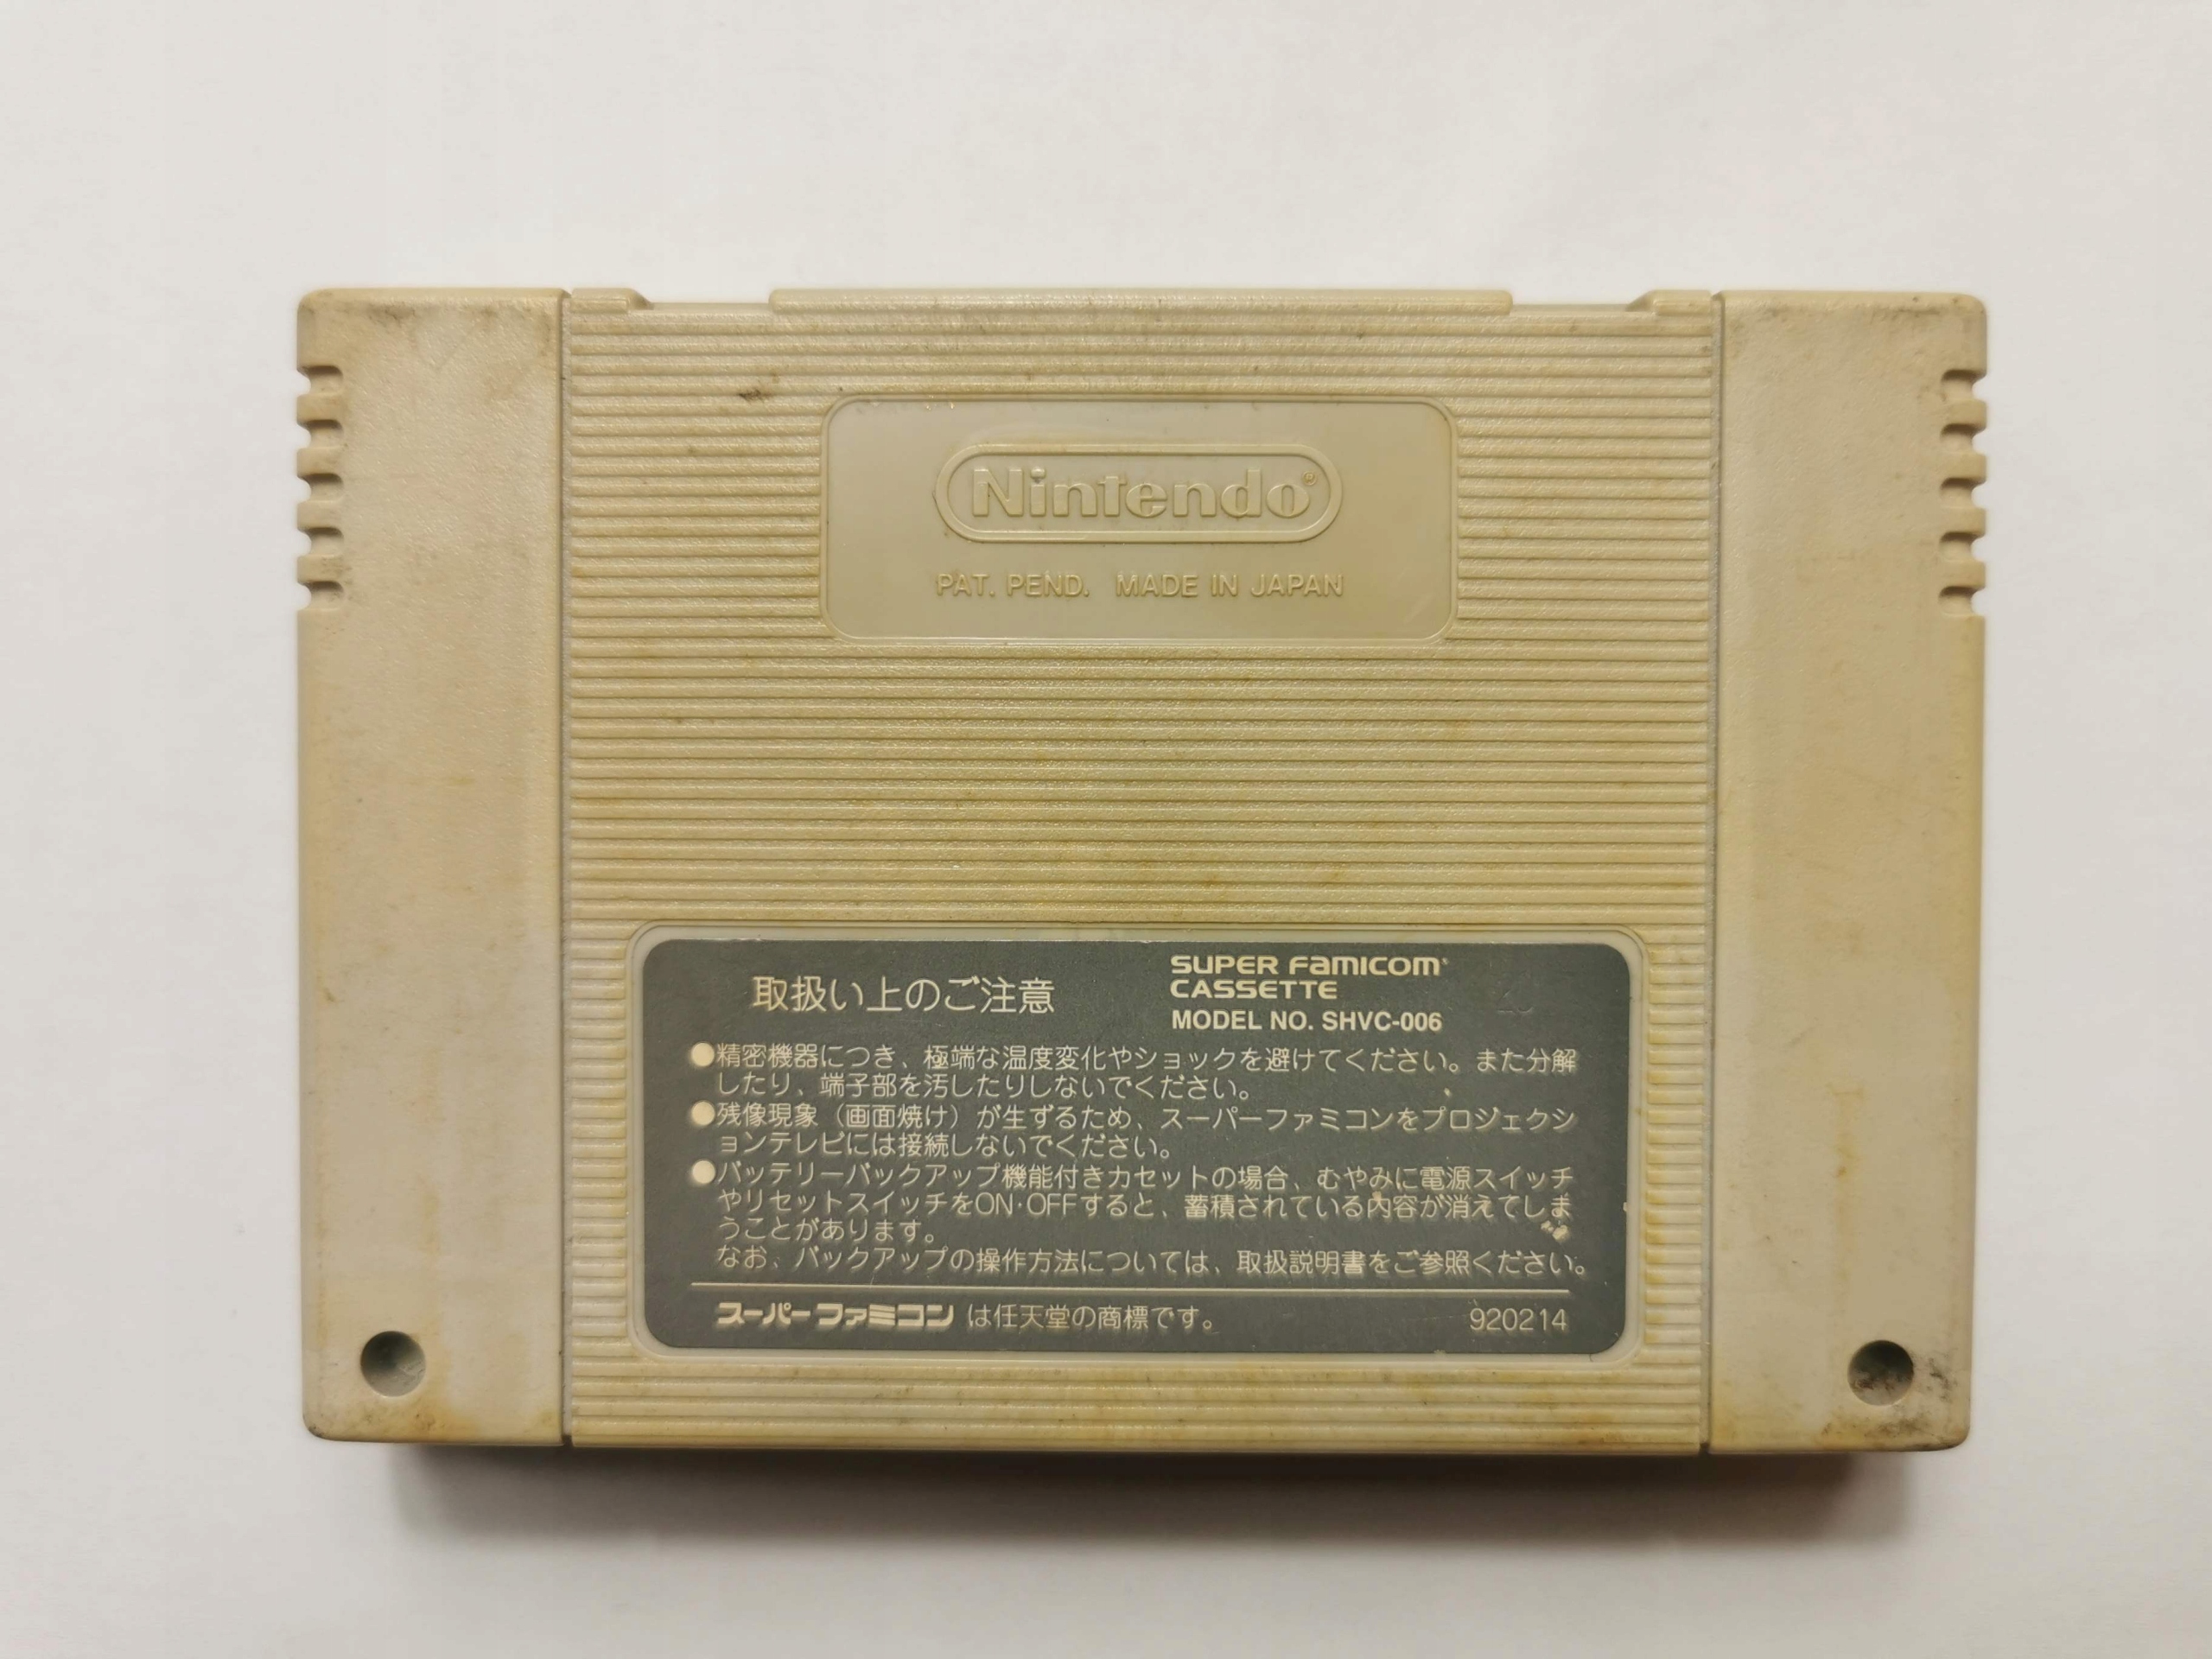 Nintendo®
PAT. PEND. MADE IN JAPAN
取扱い上のご注意
SUPER FAMICOM
CASSETTE
MODEL NO. SHVC-006
●精密機器につき、極端な温度変化やショックを避けてください。また分解
したり、端子部を汚したりしないでください。
●残像現象（画面焼け）が生ずるため、スーパーファミコンをプロジェクシ
ョンテレビには接続しないでください。
●バッテリーバックアップ機能付きカセットの場合、むやみに電源スイッチ
やリセットスイッチをON･OFFすると、蓄積されている内容が消えてしま
うことがあります。
なお、バックアップの操作方法については、取扱説明書をご参照ください。
スーパーファミコン は任天堂の商標です。
920214